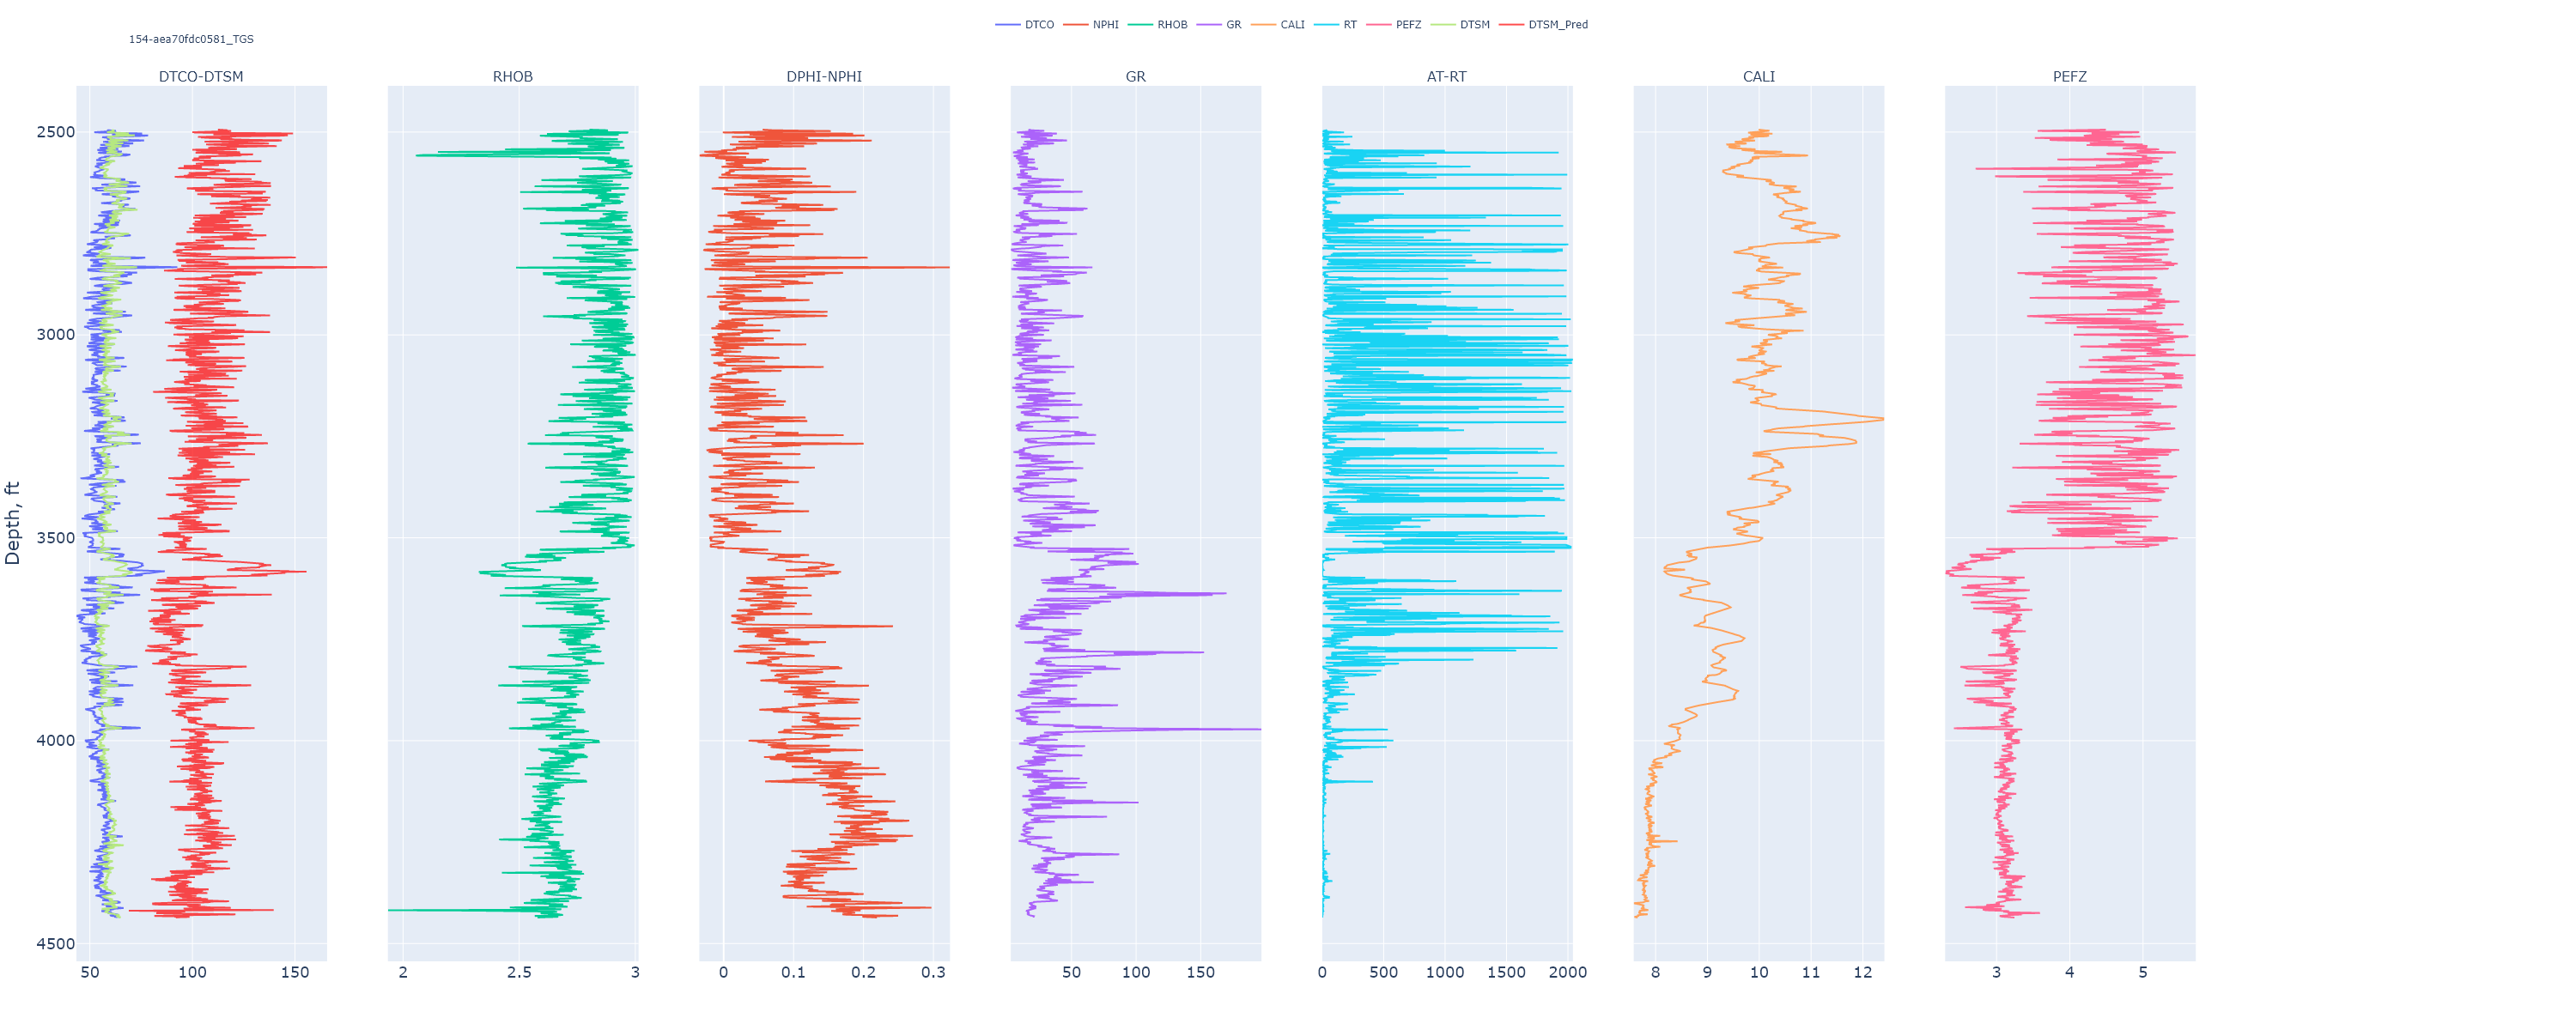 DTCO NPHI RHOB GR CALI RT PEFZ DTSM DTSM_Pred
154-aea70fdc0581_TGS
DTCO-DTSM RHOB DPHI-NPHI GR AT-RT CALI PEFZ
2500
3000
3500
4000
4500
Depth, ft
50 100 150 2 2.5 3 0 0.1 0.2 0.3 50 100 150 0 500 1000 1500 2000 8 9 10 11 12 3 4 5